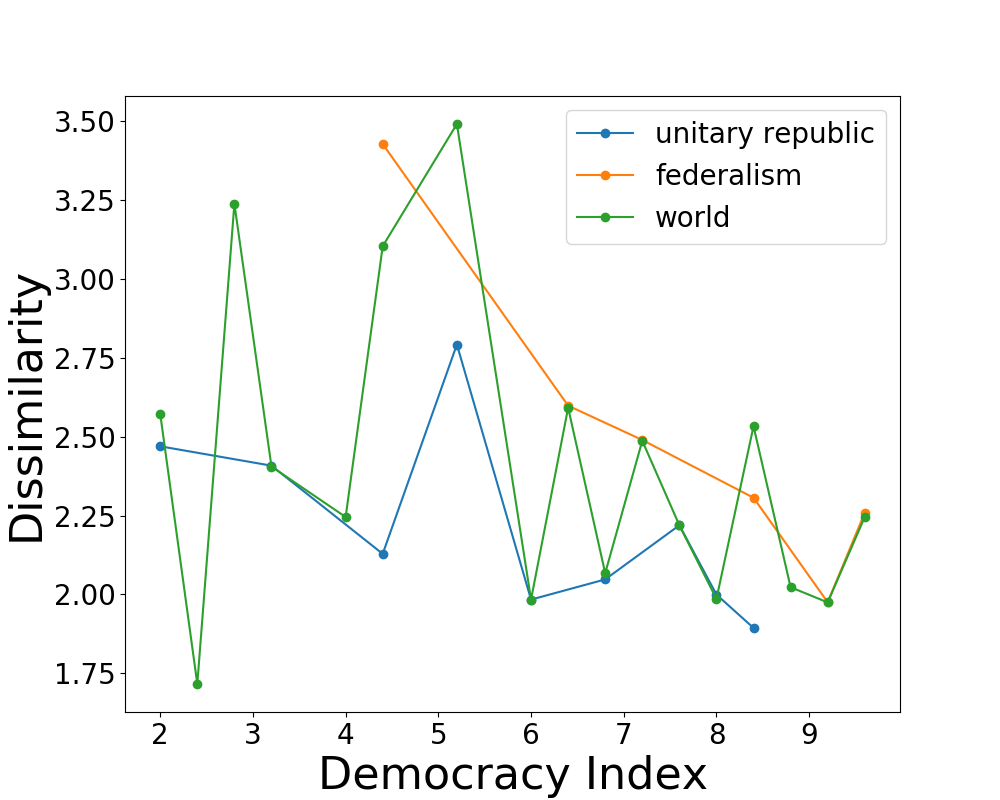 unitary republic
federalism
world
3.50
3.25
3.00
2.75
2.50
2.25
2.00
1.75
Dissimilarity
2 3 4 5 6 7 8 9
Democracy Index